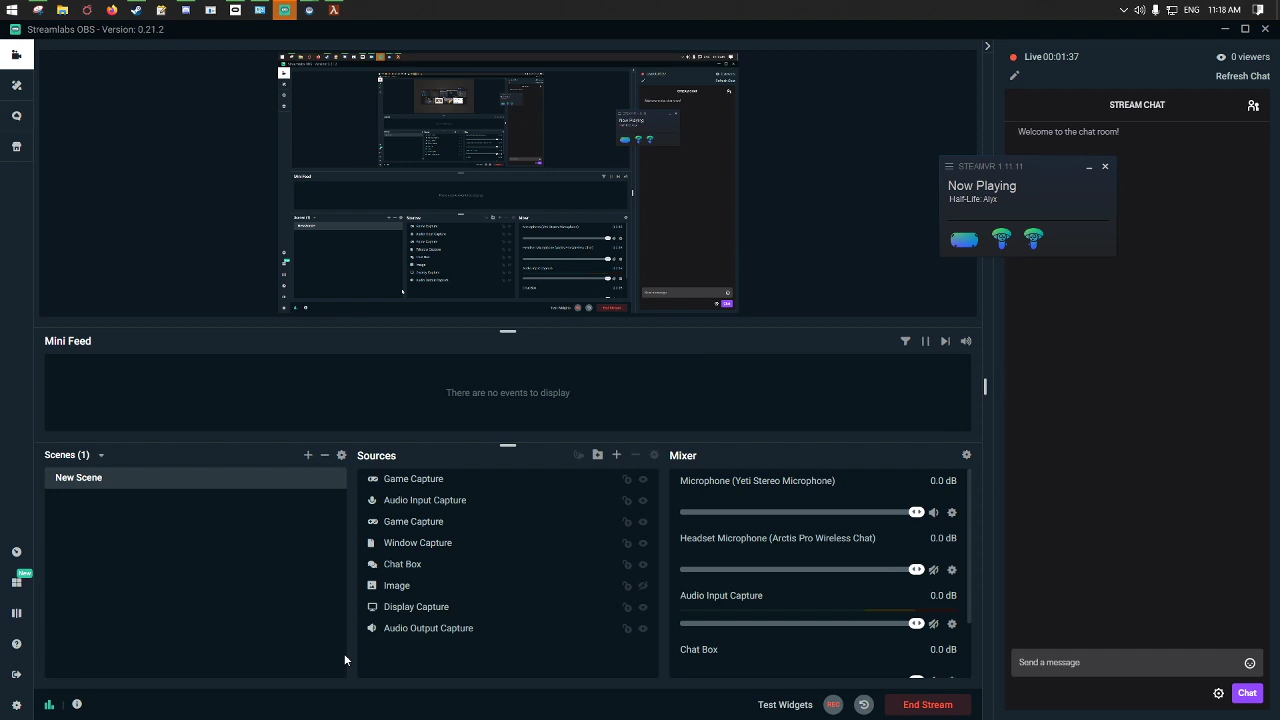 ENG
11:18 AM
Streamlabs OBS - Version: 0.21.2
Live 00:01:37
0 viewers
Refresh Chat
STREAM CHAT
Welcome to the chat room!
STEAMVR 1.11.11
Now Playing
Half-Life: Alyx
Mini Feed
There are no events to display
Scenes (1)
New Scene
Sources
Game Capture
Audio Input Capture
Game Capture
Window Capture
Chat Box
Image
Display Capture
Audio Output Capture
Mixer
Microphone (Yeti Stereo Microphone) 0.0 dB
Headset Microphone (Arctis Pro Wireless Chat) 0.0 dB
Audio Input Capture 0.0 dB
Chat Box 0.0 dB
New
Send a message
Chat
Test Widgets
REC
End Stream
Mini Feed
Now Playing